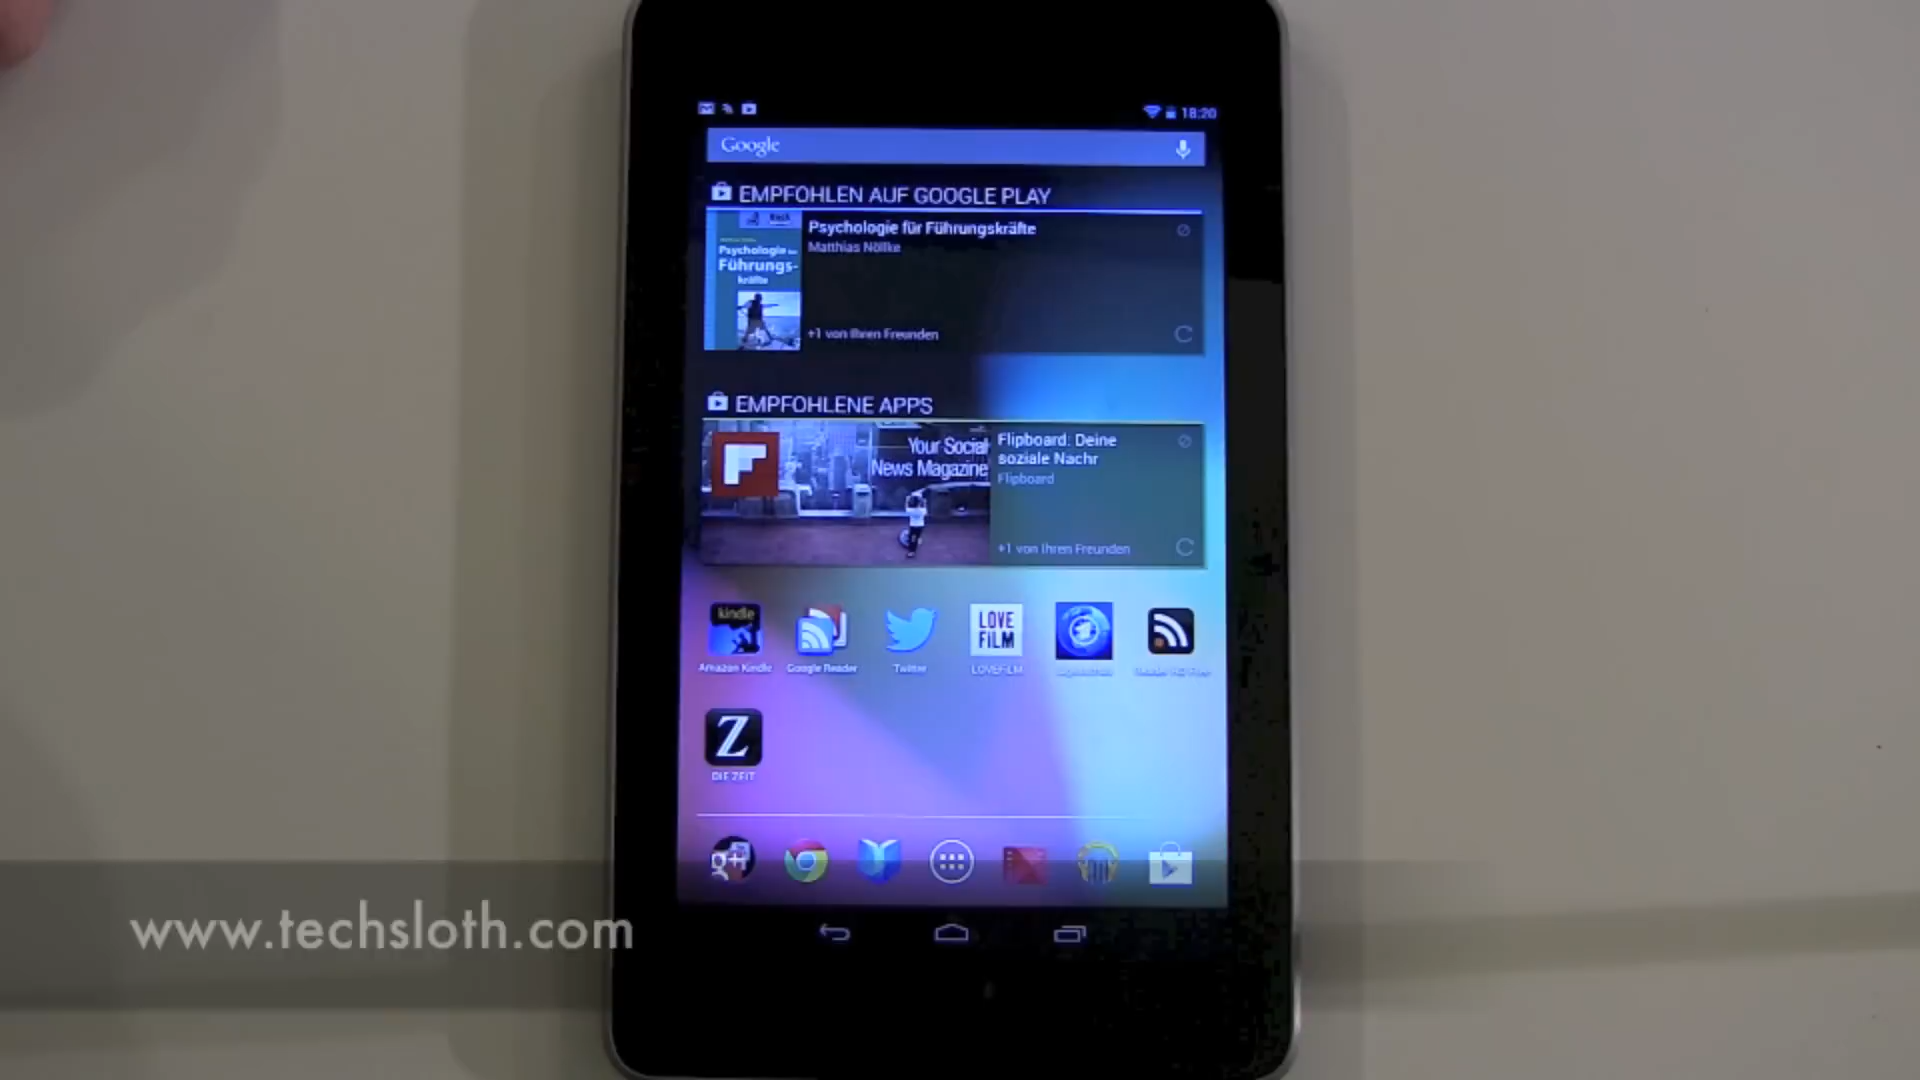 18:20
Google
EMPFOHLEN AUF GOOGLE PLAY
Psychologie für Führungskräfte
Matthias Nöllke
Psychologie für
Führungs-
kräfte
+1 von Ihren Freunden
EMPFOHLENE APPS
Your Social
News Magazine
Flipboard: Deine
soziale Nachr
Flipboard
+1 von Ihren Freunden
kindle
LOVE
FiLM
Amazon Kindle
Google Reader
Twitter
LOVEFiLM
Z
DIE ZEIT
g+
www.techsloth.com